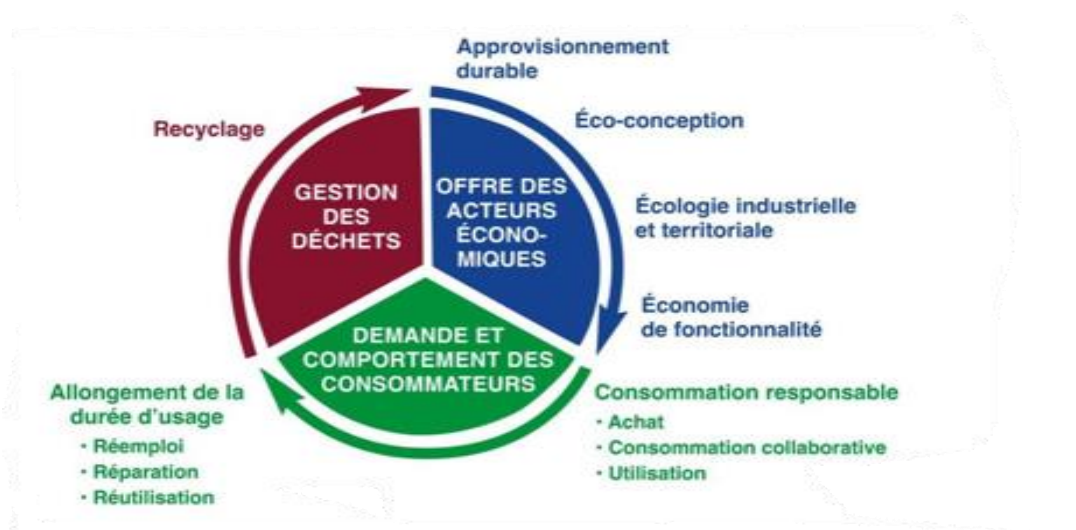 Approvisionnement
durable
Éco-conception
Écologie industrielle
et territoriale
Économie
de fonctionnalité
Consommation responsable
· Achat
· Consommation collaborative
· Utilisation
Allongement de la
durée d’usage
· Réemploi
· Réparation
· Réutilisation
Recyclage
OFFRE DES
ACTEURS
ÉCONO-
MIQUES
DEMANDE ET
COMPORTEMENT DES
CONSOMMATEURS
GESTION
DES
DÉCHETS